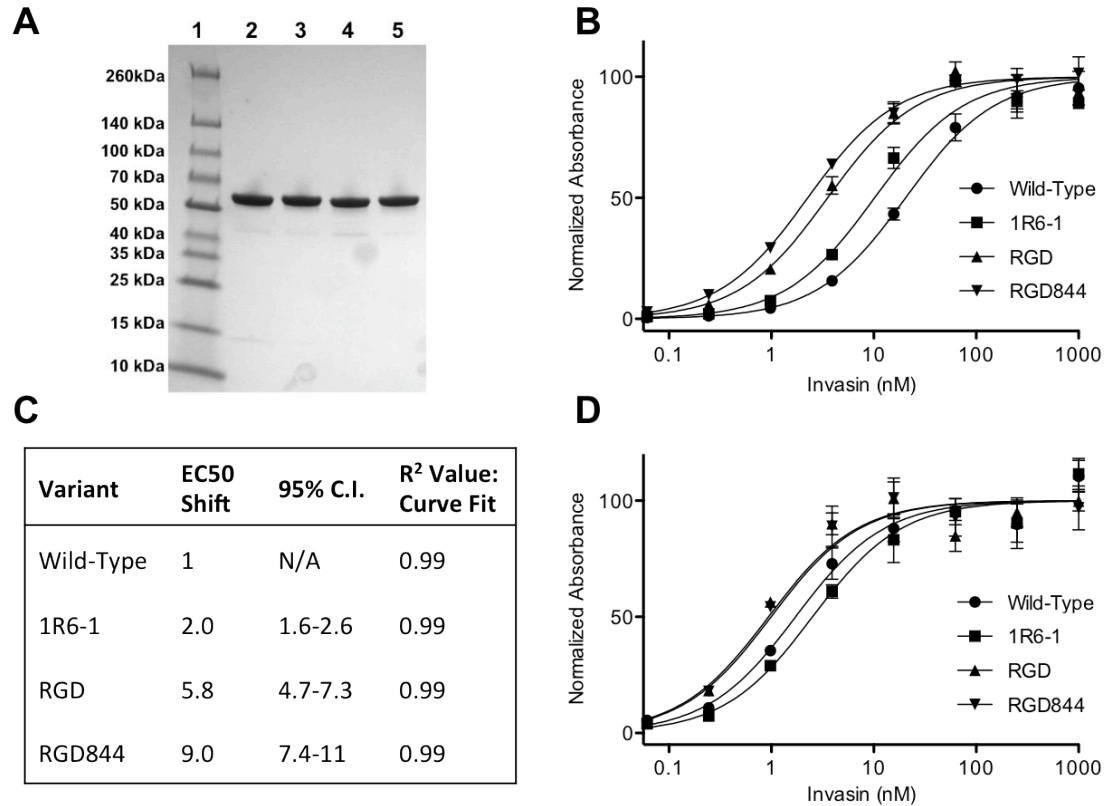 A
1 2 3 4 5
260kDa
140 kDa
100 kDa
70 kDa
50 kDa
40 kDa
35 kDa
25 kDa
15 kDa
10 kDa
B
Normalized Absorbance
100
50
0
0.1 1 10 100 1000
Invasin (nM)
Wild-Type
1R6-1
RGD
RGD844
C
Variant EC50 Shift 95% C.I. R² Value: Curve Fit
Wild-Type 1 N/A 0.99
1R6-1 2.0 1.6-2.6 0.99
RGD 5.8 4.7-7.3 0.99
RGD844 9.0 7.4-11 0.99
D
Normalized Absorbance
100
50
0
0.1 1 10 100 1000
Invasin (nM)
Wild-Type
1R6-1
RGD
RGD844